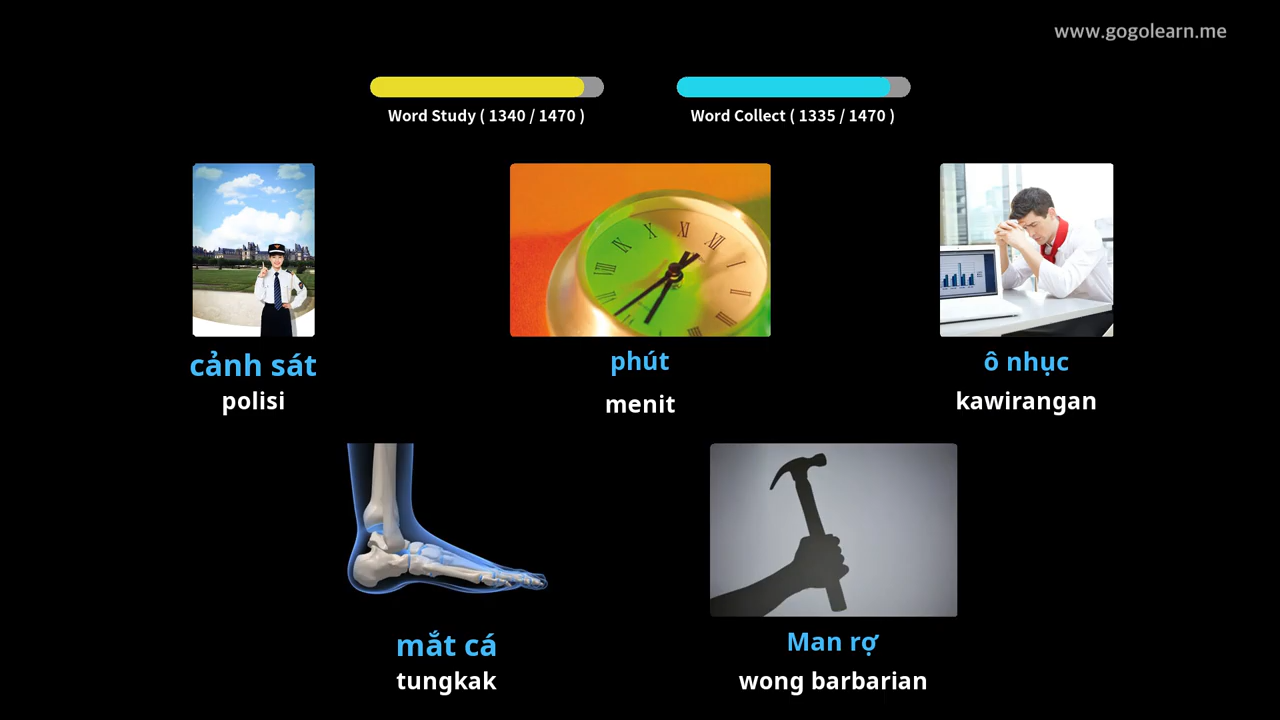 www.gogolearn.me
Word Study ( 1340 / 1470 )
Word Collect ( 1335 / 1470 )
cảnh sát
polisi
phút
menit
ô nhục
kawirangan
mắt cá
tungkak
Man rợ
wong barbarian